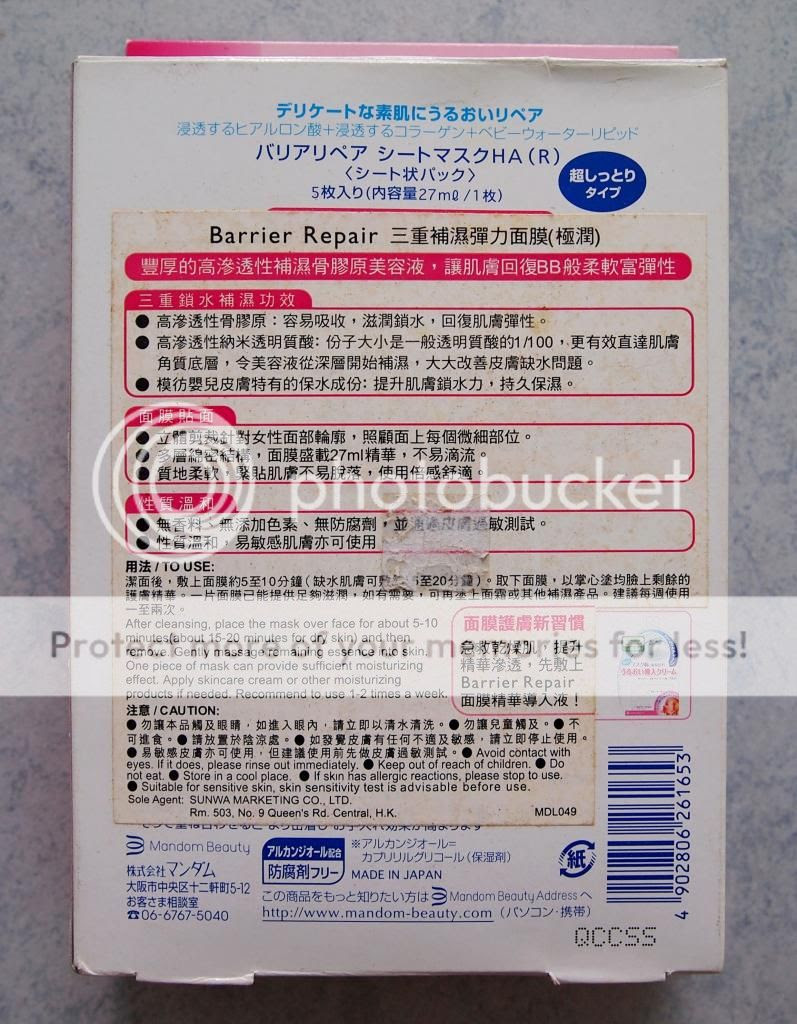 デリケートな素肌にうるおいリペア
浸透するヒアルロン酸＋浸透するコラーゲン＋ベビーウォーターリピッド
バリアリペア シートマスクHA（R）
〈シート状パック〉
5枚入り(内容量27mℓ/1枚)
超しっとり
タイプ
Barrier Repair 三重補濕彈力面膜(極潤)
豐厚的高滲透性補濕骨膠原美容液，讓肌膚回復BB般柔軟富彈性
三重鎖水補濕功效
● 高滲透性骨膠原：容易吸收，滋潤鎖水，回復肌膚彈性。
● 高滲透性納米透明質酸：份子大小是一般透明質酸的1/100，更有效直達肌膚
角質底層，令美容液從深層開始補濕，大大改善皮膚缺水問題。
● 模彷嬰兒皮膚特有的保水成份：提升肌膚鎖水力，持久保濕。
面膜貼面
● 立體剪裁針對女性面部輪廓，照顧面上每個微細部位。
● 多層綿密結構，面膜盛載27ml精華，不易滴流。
● 質地柔軟，緊貼肌膚不易脫落，使用倍感舒適。
性質溫和
● 無香料、無添加色素、無防腐劑，並通過皮膚過敏測試。
● 性質溫和，易敏感肌膚亦可使用
photobucket
用法 / TO USE:
潔面後，敷上面膜約5至10分鐘（缺水肌膚可敷 15至20分鐘）。取下面膜，以掌心塗均臉上剩餘的
護膚精華。一片面膜已能提供足夠滋潤，如有需要，可再塗上面霜或其他補濕產品。建議每週使用
一至兩次。
After cleansing, place the mask over face for about 5-10
minutes(about 15-20 minutes for dry skin) and then
remove. Gently massage remaining essence into skin.
One piece of mask can provide sufficient moisturizing
effect. Apply skincare cream or other moisturizing
products if needed. Recommend to use 1-2 times a week.
Protect more of your memories for less!
面膜護膚新習慣
急救乾燥肌，提升
精華滲透，先敷上
Barrier Repair
面膜精華導入液！
うるおい導入クリーム
注意 / CAUTION:
● 勿讓本品觸及眼睛，如進入眼內，請立即以清水清洗。● 勿讓兒童觸及。● 不
可進食。● 請放置於陰涼處。● 如發覺皮膚有任何不適及敏感，請立即停止使用。
● 易敏感皮膚亦可使用，但建議使用前先做皮膚過敏測試。● Avoid contact with
eyes. If it does, please rinse out immediately. ● Keep out of reach of children. ● Do
not eat. ● Store in a cool place. ● If skin has allergic reactions, please stop to use.
● Suitable for sensitive skin, skin sensitivity test is advisable before use.
Sole Agent: SUNWA MARKETING CO., LTD.
Rm. 503, No. 9 Queen's Rd. Central, H.K.
MDL049
4 902806 261653
Mandom Beauty
株式会社マンダム
大阪市中央区十二軒町5-12
お客さま相談室
☎06-6767-5040
アルカンジオール配合
防腐剤フリー
※アルカンジオール=
カプリリルグリコール（保湿剤）
MADE IN JAPAN
紙
この商品をもっと知りたい方は Mandom Beauty Address へ
http://www.mandom-beauty.com（パソコン・携帯）
QCCSS